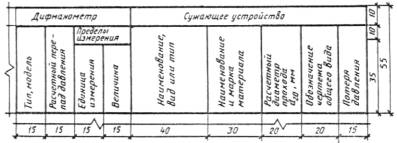 Дифманометр
Сужающее устройство
Тип, модель
Расчетный пере-
пад давления
Пределы
измерения
Единица
измерения
Величина
Наименование,
вид или тип
Наименование
и марка
материала
Расчетный
диаметр
прохода
d₂₀, мм
Обозначение
чертежа
общего вида
Потеря
давления
10
10
35
55
15 15 15 15 40 30 20 20 15